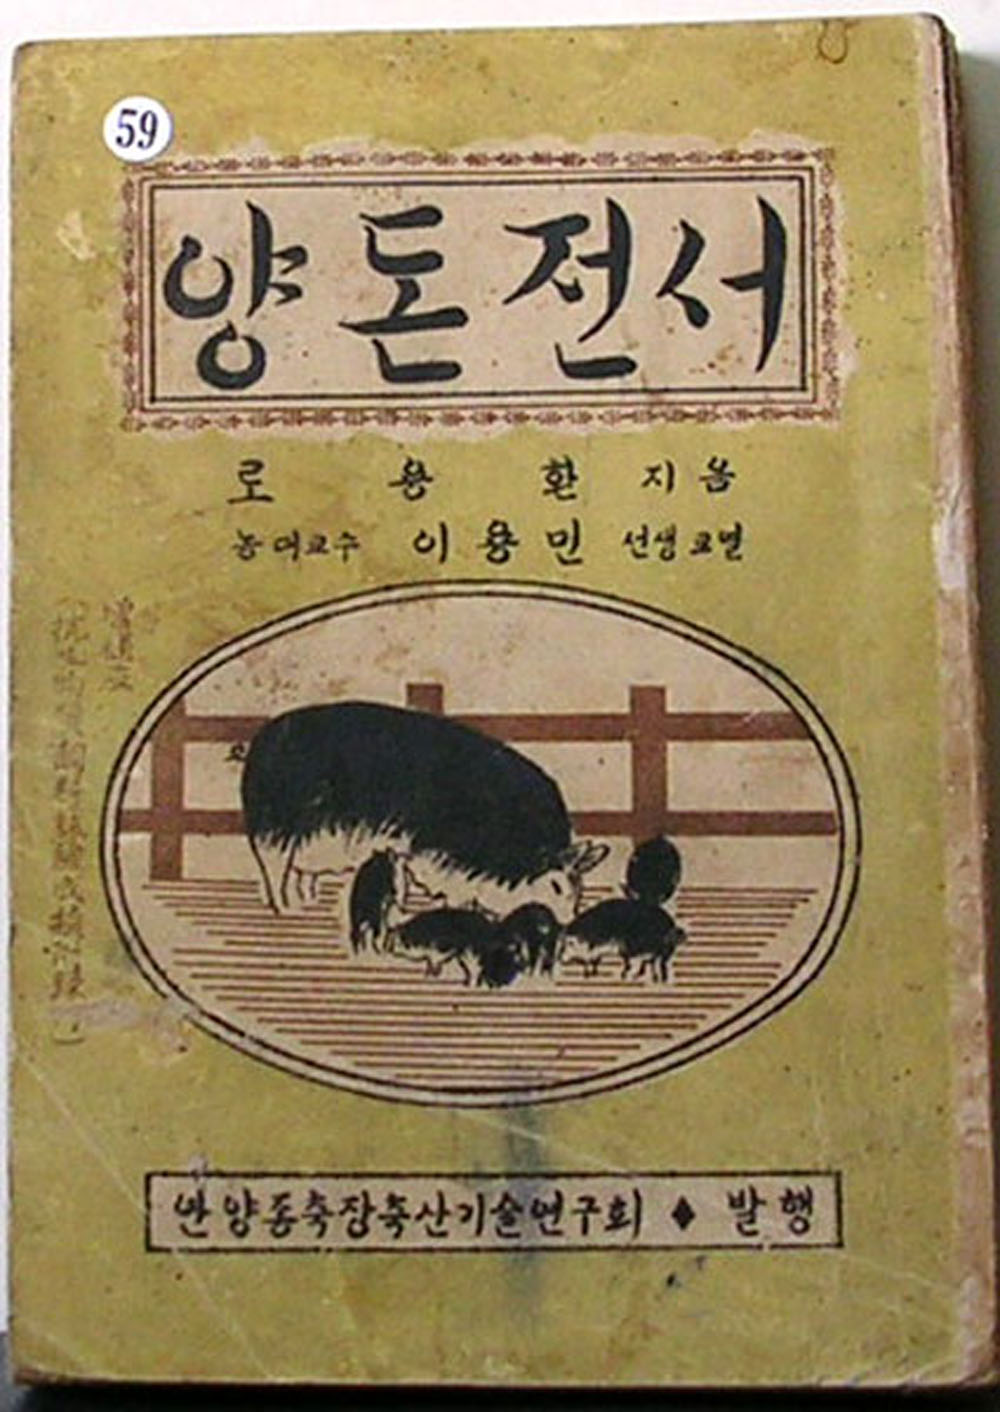 59
양돈전서
로용환 지음
농대교수 이용민 선생 교열
안양종축장축산기술연구회 ♦ 발행